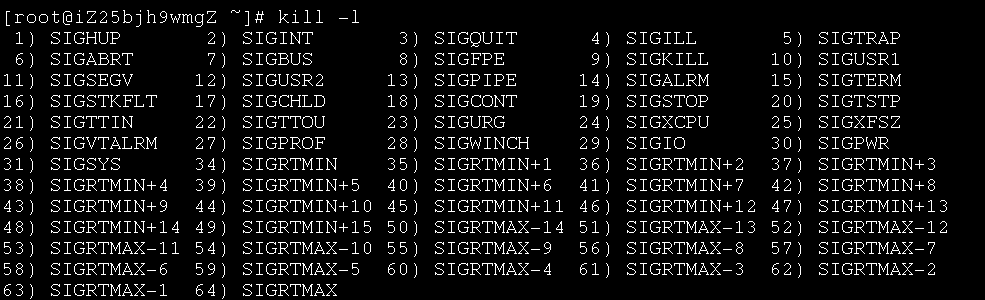 [root@iZ25bjh9wmgZ ~]# kill -l
 1) SIGHUP       2) SIGINT       3) SIGQUIT      4) SIGILL       5) SIGTRAP
 6) SIGABRT      7) SIGBUS       8) SIGFPE       9) SIGKILL     10) SIGUSR1
11) SIGSEGV     12) SIGUSR2     13) SIGPIPE     14) SIGALRM     15) SIGTERM
16) SIGSTKFLT   17) SIGCHLD     18) SIGCONT     19) SIGSTOP     20) SIGTSTP
21) SIGTTIN     22) SIGTTOU     23) SIGURG      24) SIGXCPU     25) SIGXFSZ
26) SIGVTALRM   27) SIGPROF     28) SIGWINCH    29) SIGIO       30) SIGPWR
31) SIGSYS      34) SIGRTMIN    35) SIGRTMIN+1  36) SIGRTMIN+2  37) SIGRTMIN+3
38) SIGRTMIN+4  39) SIGRTMIN+5  40) SIGRTMIN+6  41) SIGRTMIN+7  42) SIGRTMIN+8
43) SIGRTMIN+9  44) SIGRTMIN+10 45) SIGRTMIN+11 46) SIGRTMIN+12 47) SIGRTMIN+13
48) SIGRTMIN+14 49) SIGRTMIN+15 50) SIGRTMAX-14 51) SIGRTMAX-13 52) SIGRTMAX-12
53) SIGRTMAX-11 54) SIGRTMAX-10 55) SIGRTMAX-9  56) SIGRTMAX-8  57) SIGRTMAX-7
58) SIGRTMAX-6  59) SIGRTMAX-5  60) SIGRTMAX-4  61) SIGRTMAX-3  62) SIGRTMAX-2
63) SIGRTMAX-1  64) SIGRTMAX